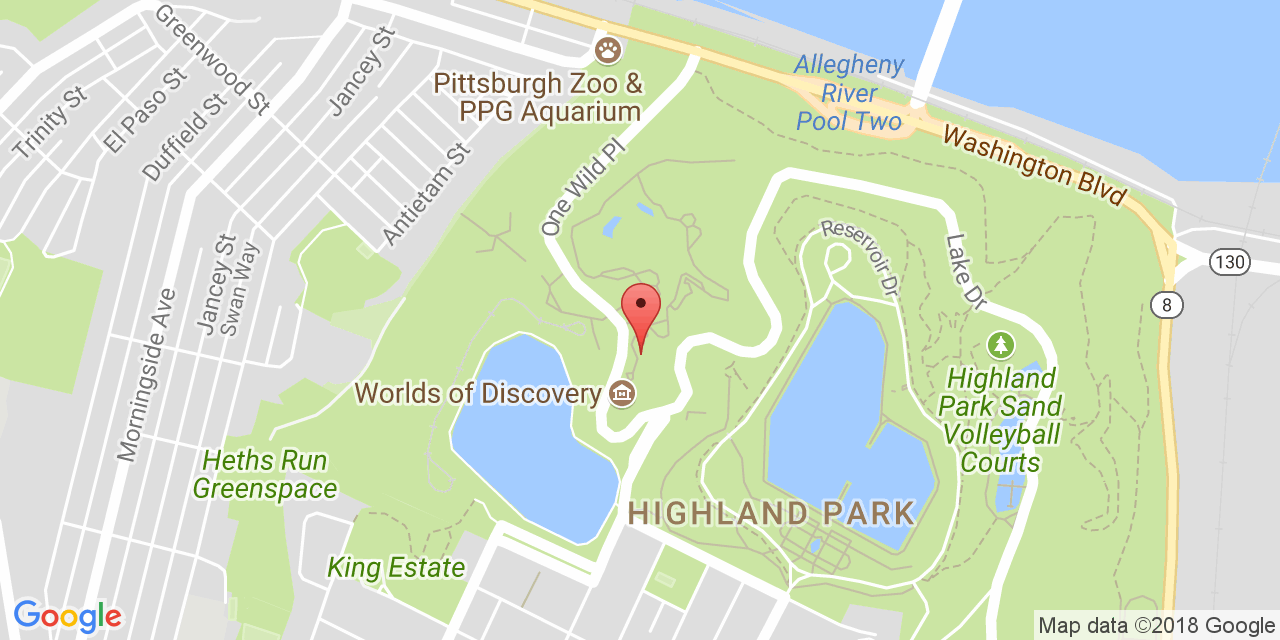 Greenwood St
Jancey St
Trinity St
El Paso St
Duffield St
Antietam St
Pittsburgh Zoo &
PPG Aquarium
One Wild Pl
Allegheny
River
Pool Two
Washington Blvd
130
8
Jancey St
Swan Way
Morningside Ave
Reservoir Dr
Lake Dr
Worlds of Discovery
Highland
Park Sand
Volleyball
Courts
Heths Run
Greenspace
HIGHLAND PARK
King Estate
Google
Map data ©2018 Google